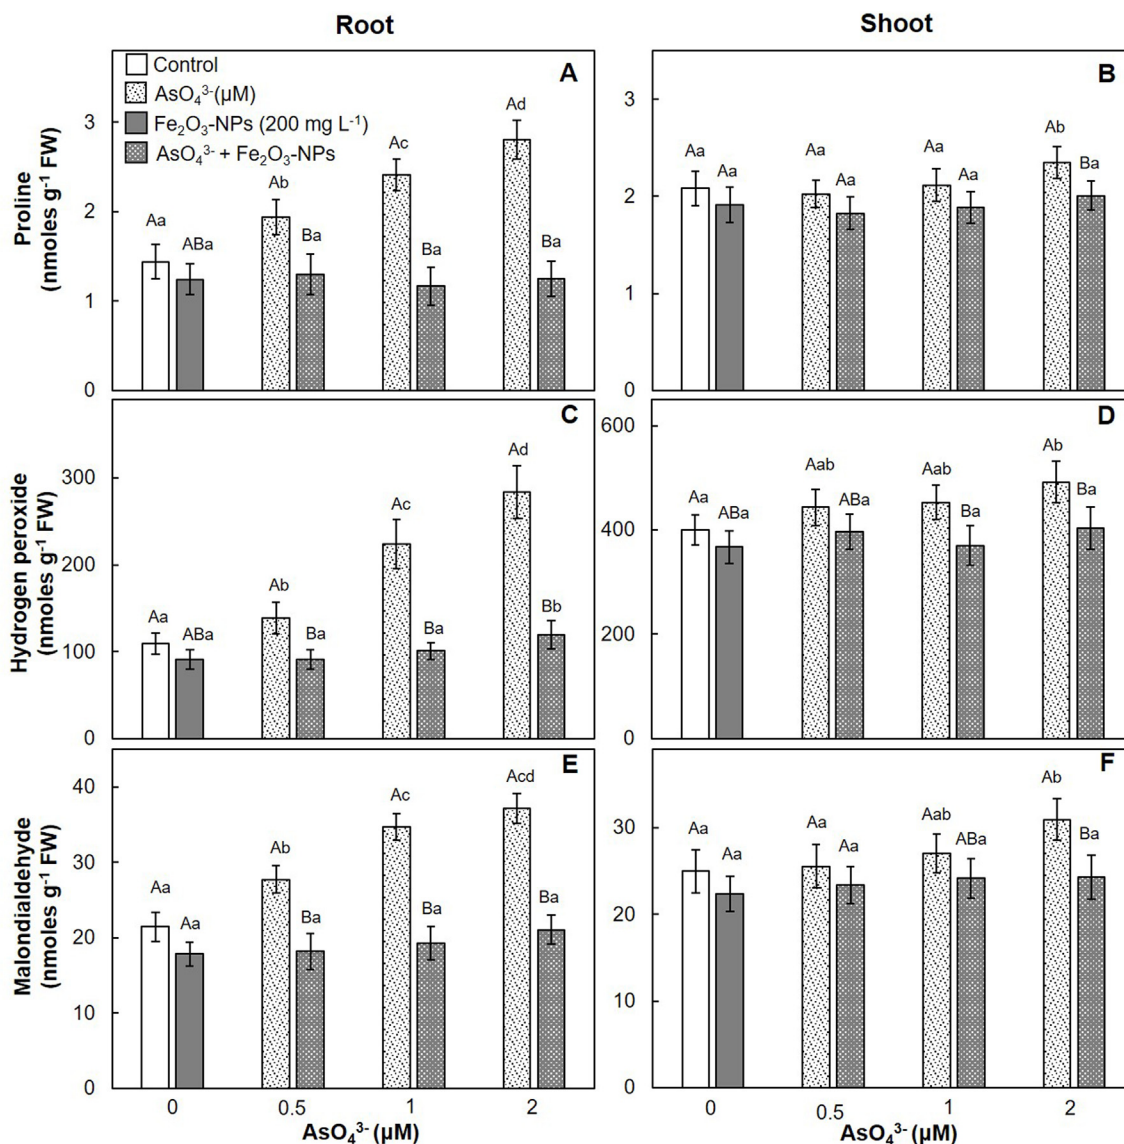 Root
Shoot
Control
AsO₄³⁻ (µM)
Fe₂O₃-NPs (200 mg L⁻¹)
AsO₄³⁻ + Fe₂O₃-NPs
A
Proline
(nmoles g⁻¹ FW)
3
2
1
0
Aa
ABa
Ab
Ba
Ac
Ba
Ad
Ba
B
3
2
1
0
Aa
Aa
Aa
Aa
Aa
Aa
Ab
Ba
C
Hydrogen peroxide
(nmoles g⁻¹ FW)
300
200
100
0
Aa
ABa
Ab
Ba
Ac
Ba
Ad
Bb
D
600
400
200
0
Aa
ABa
Aab
ABa
Aab
Ba
Ab
Ba
E
Malondialdehyde
(nmoles g⁻¹ FW)
40
30
20
10
0
Aa
Aa
Ab
Ba
Ac
Ba
Acd
Ba
0
0.5
1
2
AsO₄³⁻ (µM)
F
30
20
10
0
Aa
Aa
Aa
Aa
Aab
ABa
Ab
Ba
0
0.5
1
2
AsO₄³⁻ (µM)